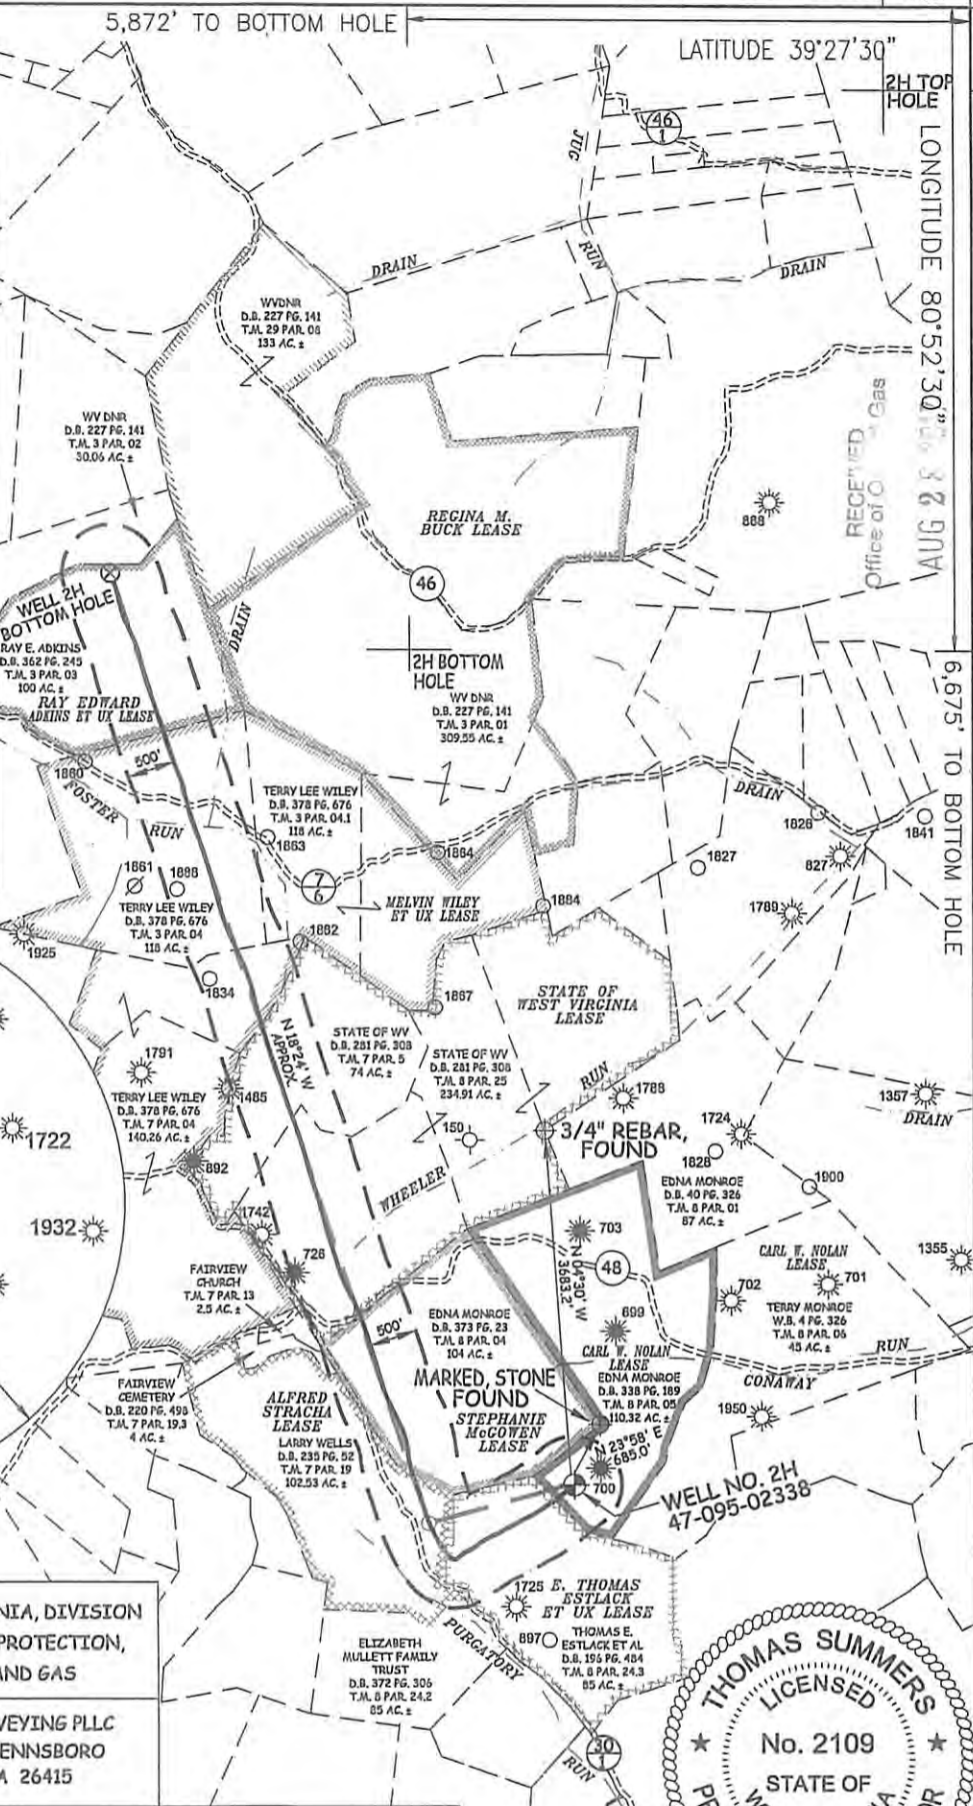 5,872' TO BOTTOM HOLE
LATITUDE 39°27'30"
2H TOP
HOLE
LONGITUDE 80°52'30"
46
1
JUG
RUN
DRAIN
DRAIN
WVDNR
D.B. 227 PG. 141
T.M. 29 PAR. 08
133 AC. ±
WV DNR
D.B. 227 PG. 141
T.M. 3 PAR. 02
30.06 AC. ±
REGINA M.
BUCK LEASE
888
RECEIVED
Office of Gas
AUG
46
WELL 2H
BOTTOM HOLE
RAY E. ADKINS
D.B. 362 PG. 245
T.M. 3 PAR. 03
100 AC. ±
RAY EDWARD
ADKINS ET UX LEASE
DRAIN
2H BOTTOM
HOLE
WV DNR
D.B. 227 PG. 141
T.M. 3 PAR. 01
309.55 AC. ±
6,675' TO BOTTOM HOLE
500'
1860
FOSTER
RUN
TERRY LEE WILEY
D.B. 378 PG. 676
T.M. 3 PAR. 04.1
118 AC. ±
1863
DRAIN
1826
1841
1864
1827
827
1861
1898
7
6
MELVIN WILEY
ET UX LEASE
1884
1789
TERRY LEE WILEY
D.B. 378 PG. 676
T.M. 3 PAR. 04
118 AC. ±
1925
1862
1834
1867
STATE OF
WEST VIRGINIA
LEASE
N 18°24' W
APPROX.
STATE OF WV
D.B. 281 PG. 308
T.M. 7 PAR. 5
74 AC. ±
STATE OF WV
D.B. 281 PG. 308
T.M. 8 PAR. 25
234.91 AC. ±
1791
RUN
1788
TERRY LEE WILEY
D.B. 378 PG. 676
T.M. 7 PAR. 04
140.26 AC. ±
1485
1357
DRAIN
1722
150
3/4" REBAR,
FOUND
1724
1828
892
WHEELER
EDNA MONROE
D.B. 40 PG. 326
T.M. 8 PAR. 01
87 AC. ±
1900
1932
1742
703
N 04°30' W
3683.2'
48
CARL W. NOLAN
LEASE
1355
726
FAIRVIEW
CHURCH
T.M. 7 PAR. 13
2.5 AC. ±
702
701
TERRY MONROE
W.B. 4 PG. 326
T.M. 8 PAR. 06
45 AC. ±
EDNA MONROE
D.B. 373 PG. 23
T.M. 8 PAR. 04
104 AC. ±
500'
699
CARL W. NOLAN
LEASE
RUN
CONAWAY
EDNA MONROE
D.B. 338 PG. 189
T.M. 8 PAR. 05
110.32 AC. ±
MARKED, STONE
FOUND
FAIRVIEW
CEMETERY
D.B. 220 PG. 498
T.M. 7 PAR. 19.3
4 AC. ±
ALFRED
STRACHA
LEASE
STEPHANIE
McGOWEN
LEASE
1950
LARRY WELLS
D.B. 235 PG. 52
T.M. 7 PAR. 19
102.53 AC. ±
N 23°58' E
685.0'
700
WELL NO. 2H
47-095-02338
NIA, DIVISION
PROTECTION,
AND GAS
1725
E. THOMAS
ESTLACK
ET UX LEASE
897
THOMAS E.
ESTLACK ET AL
D.B. 196 PG. 484
T.M. 8 PAR. 24.3
85 AC. ±
ELIZABETH
MULLETT FAMILY
TRUST
D.B. 372 PG. 306
T.M. 8 PAR. 24.2
85 AC. ±
PURGATORY
RUN
30
1
VEYING PLLC
ENNSBORO
A 26415
THOMAS SUMMERS
LICENSED
No. 2109
STATE OF